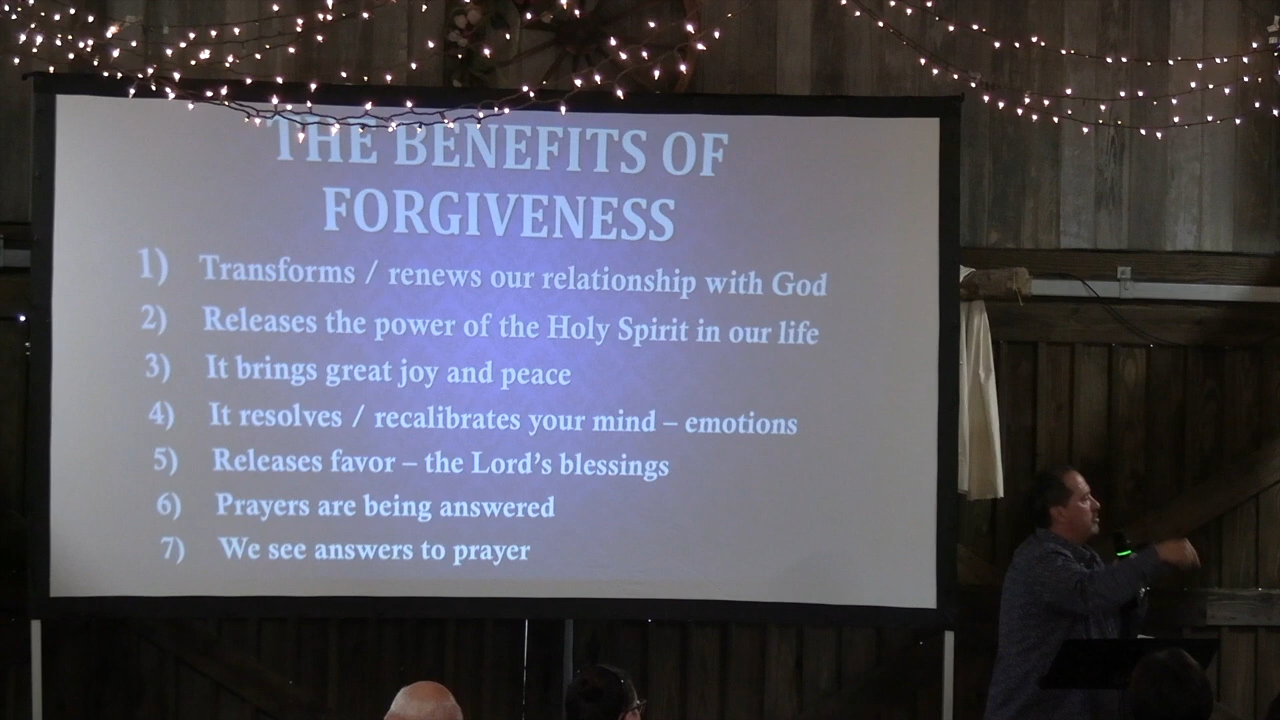 THE BENEFITS OF
FORGIVENESS
1) Transforms / renews our relationship with God
2) Releases the power of the Holy Spirit in our life
3) It brings great joy and peace
4) It resolves / recalibrates your mind – emotions
5) Releases favor – the Lord's blessings
6) Prayers are being answered
7) We see answers to prayer